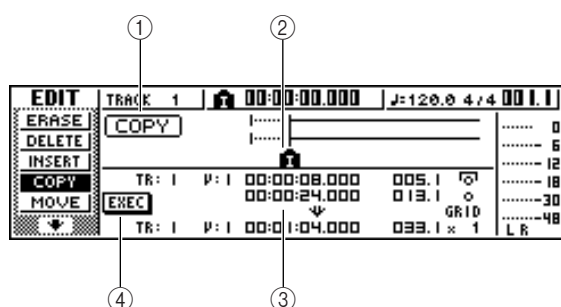 ① ②
EDIT TRACK 1 00:00:00.000 ♩=120.0 4/4 001.1
ERASE COPY 0
DELETE 6
INSERT 12
COPY TR: 1 V: 1 00:00:08.000 005.1 18
MOVE EXEC 00:00:24.000 013.1 30
GRID 48
TR: 1 V: 1 00:01:04.000 033.1 x 1 L R
④ ③